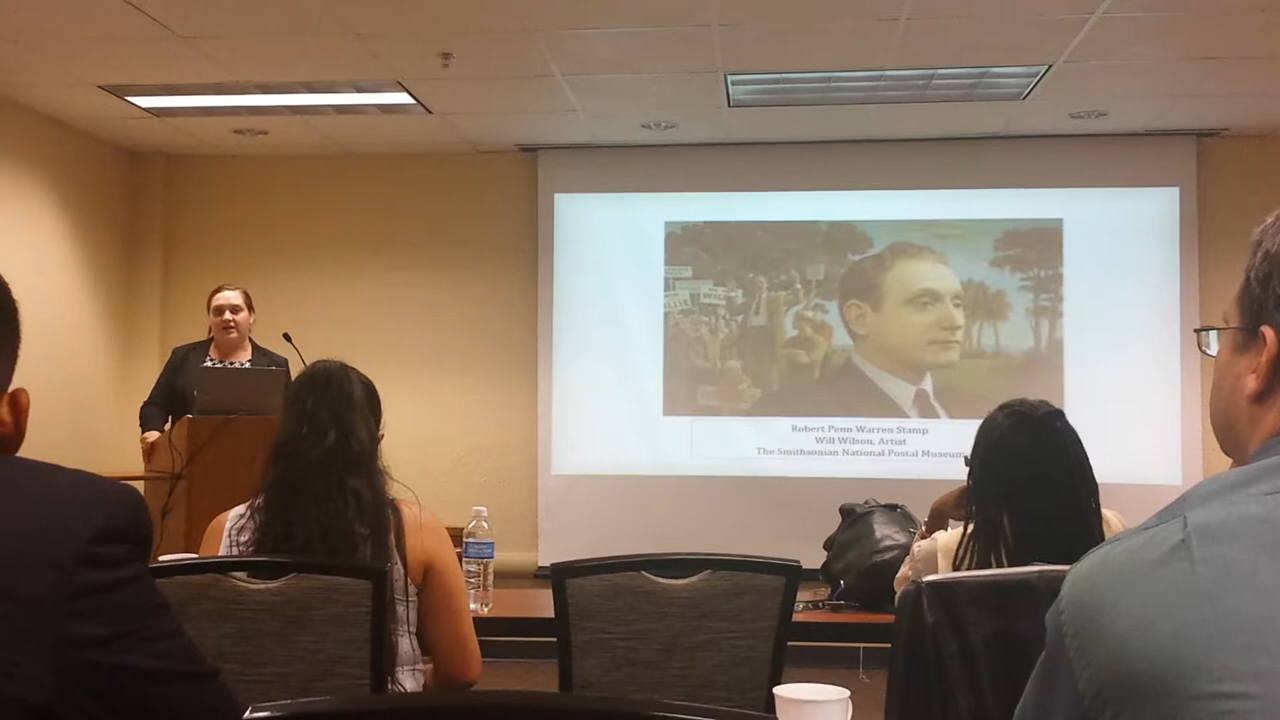 Robert Penn Warren Stamp
Will Wilson, Artist
The Smithsonian National Postal Museum